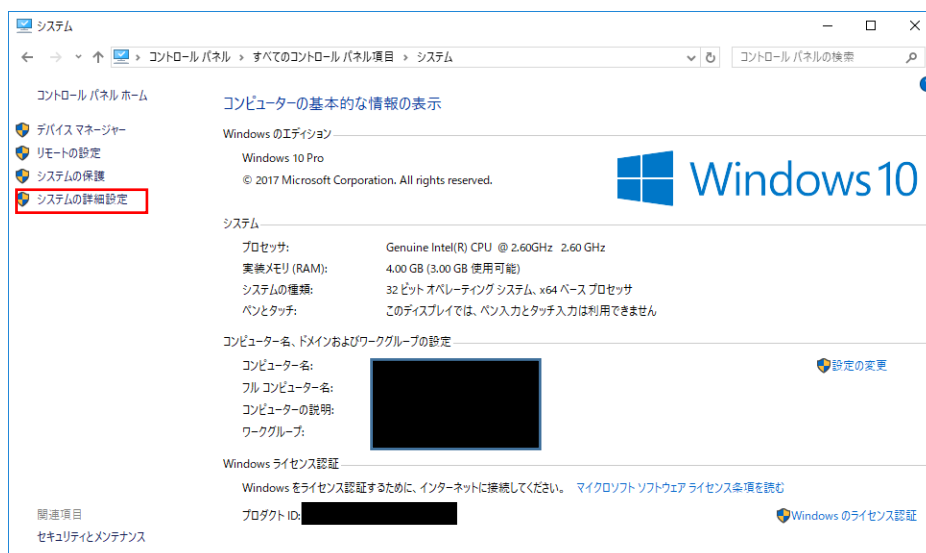 システム
コントロール パネル › すべてのコントロール パネル項目 › システム
コントロール パネルの検索
コントロール パネル ホーム
デバイス マネージャー
リモートの設定
システムの保護
システムの詳細設定
コンピューターの基本的な情報の表示
Windows のエディション
Windows 10 Pro
© 2017 Microsoft Corporation. All rights reserved.
Windows 10
システム
プロセッサ: Genuine Intel(R) CPU @ 2.60GHz 2.60 GHz
実装メモリ (RAM): 4.00 GB (3.00 GB 使用可能)
システムの種類: 32 ビット オペレーティング システム、x64 ベース プロセッサ
ペンとタッチ: このディスプレイでは、ペン入力とタッチ入力は利用できません
コンピューター名、ドメインおよびワークグループの設定
コンピューター名:
設定の変更
フル コンピューター名:
コンピューターの説明:
ワークグループ:
Windows ライセンス認証
Windows をライセンス認証するために、インターネットに接続してください。 マイクロソフト ソフトウェア ライセンス条項を読む
プロダクト ID:
Windows のライセンス認証
関連項目
セキュリティとメンテナンス